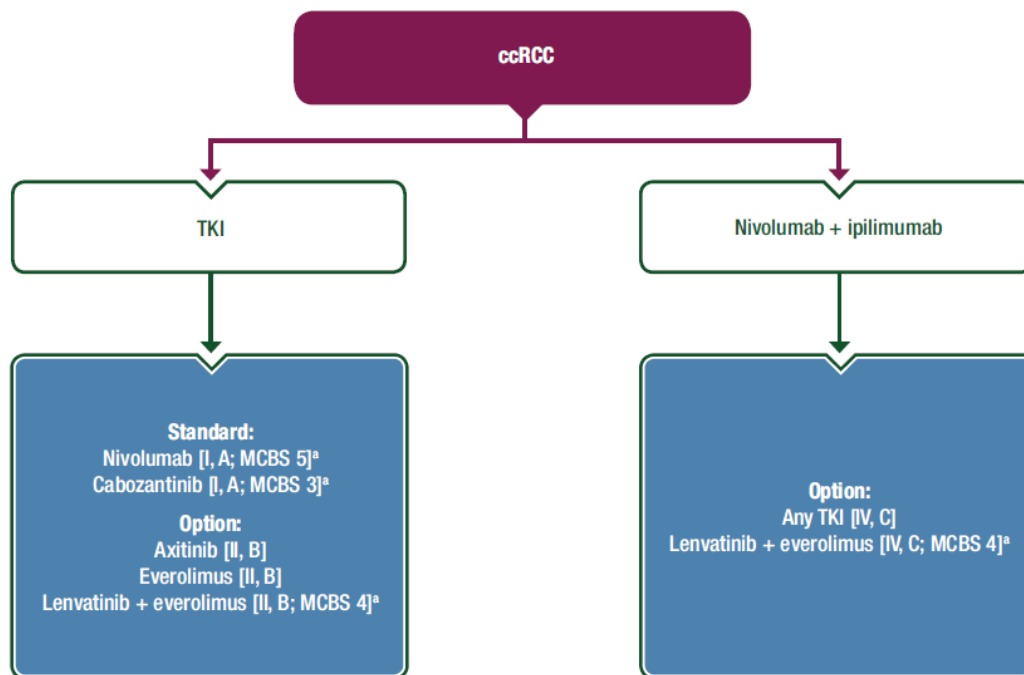 ccRCC
TKI
Nivolumab + ipilimumab
Standard:
Nivolumab [I, A; MCBS 5]ᵃ
Cabozantinib [I, A; MCBS 3]ᵃ
Option:
Axitinib [II, B]
Everolimus [II, B]
Lenvatinib + everolimus [II, B; MCBS 4]ᵃ
Option:
Any TKI [IV, C]
Lenvatinib + everolimus [IV, C; MCBS 4]ᵃ